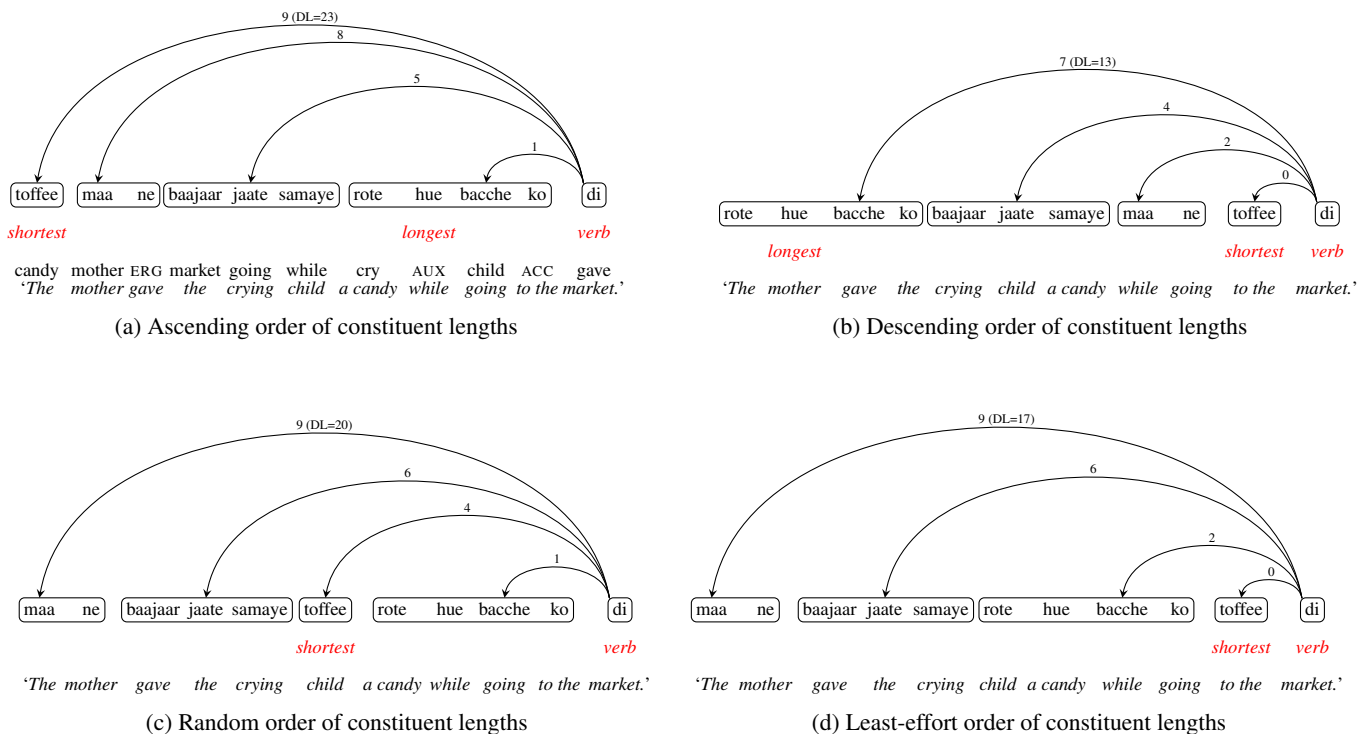 9 (DL=23)
8
5
1
toffee maa ne baajaar jaate samaye rote hue bacche ko di
shortest longest verb
candy mother ERG market going while cry AUX child ACC gave
‘The mother gave the crying child a candy while going to the market.’
(a) Ascending order of constituent lengths
7 (DL=13)
4
2
0
rote hue bacche ko baajaar jaate samaye maa ne toffee di
longest shortest verb
‘The mother gave the crying child a candy while going to the market.’
(b) Descending order of constituent lengths
9 (DL=20)
6
4
1
maa ne baajaar jaate samaye toffee rote hue bacche ko di
shortest verb
‘The mother gave the crying child a candy while going to the market.’
(c) Random order of constituent lengths
9 (DL=17)
6
2
0
maa ne baajaar jaate samaye rote hue bacche ko toffee di
shortest verb
‘The mother gave the crying child a candy while going to the market.’
(d) Least-effort order of constituent lengths